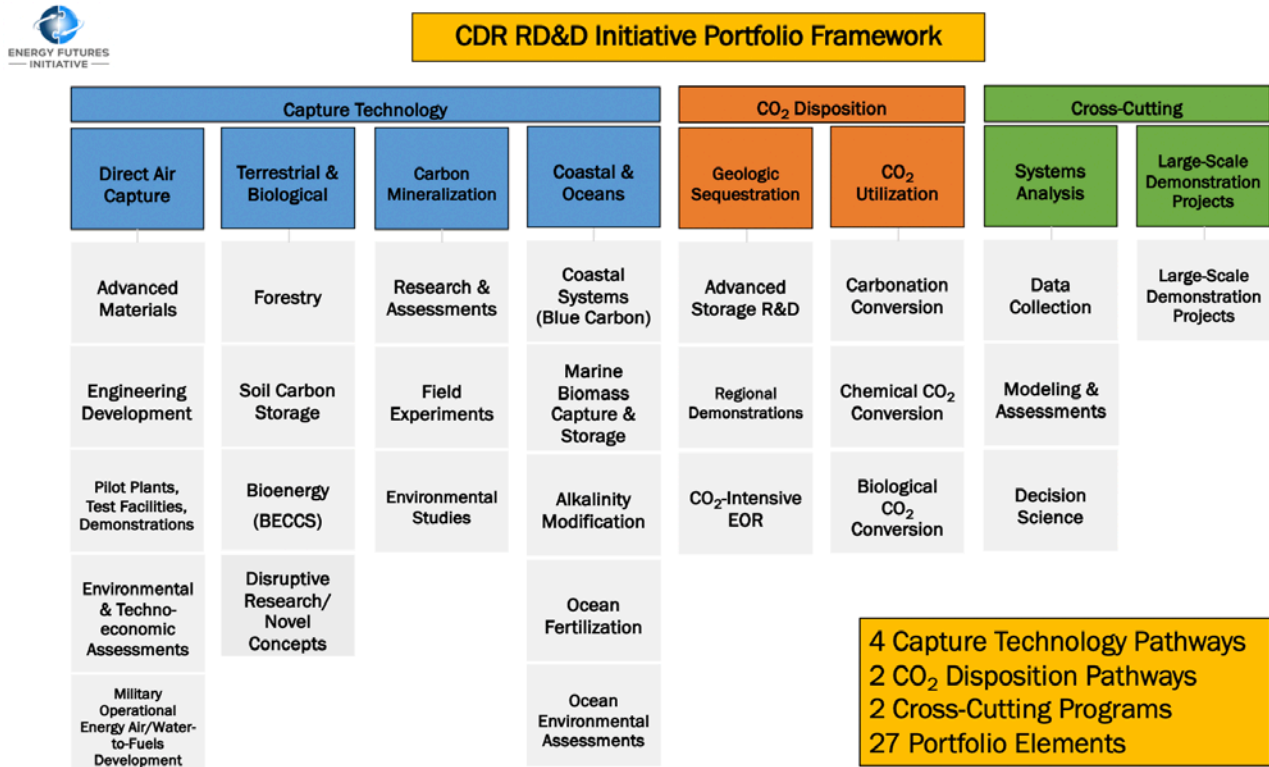 ENERGY FUTURES
INITIATIVE
CDR RD&D Initiative Portfolio Framework
Capture Technology
CO₂ Disposition
Cross-Cutting
Direct Air
Capture
Terrestrial &
Biological
Carbon
Mineralization
Coastal &
Oceans
Geologic
Sequestration
CO₂
Utilization
Systems
Analysis
Large-Scale
Demonstration
Projects
Advanced
Materials
Forestry
Research &
Assessments
Coastal
Systems
(Blue Carbon)
Advanced
Storage R&D
Carbonation
Conversion
Data
Collection
Large-Scale
Demonstration
Projects
Engineering
Development
Soil Carbon
Storage
Field
Experiments
Marine
Biomass
Capture &
Storage
Regional
Demonstrations
Chemical CO₂
Conversion
Modeling &
Assessments
Pilot Plants,
Test Facilities,
Demonstrations
Bioenergy
(BECCS)
Environmental
Studies
Alkalinity
Modification
CO₂-Intensive
EOR
Biological
CO₂
Conversion
Decision
Science
Environmental
& Techno-
economic
Assessments
Disruptive
Research/
Novel
Concepts
Ocean
Fertilization
Military
Operational
Energy Air/Water-
to-Fuels
Development
Ocean
Environmental
Assessments
4 Capture Technology Pathways
2 CO₂ Disposition Pathways
2 Cross-Cutting Programs
27 Portfolio Elements